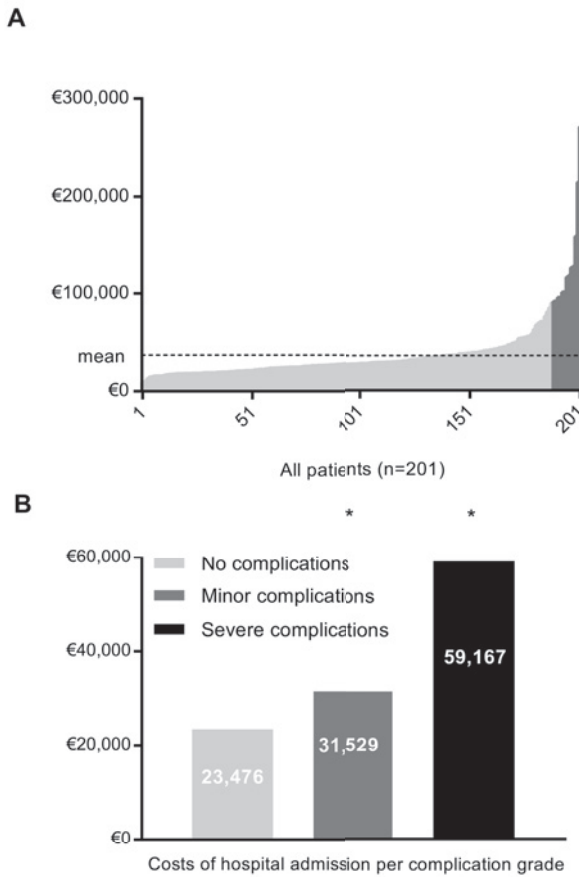 A
€300,000
€200,000
€100,000
mean
€0
1
51
101
151
201
All patients (n=201)
B
* *
€60,000
No complications
Minor complications
Severe complications
€40,000
€20,000
€0
23,476
31,529
59,167
Costs of hospital admission per complication grade